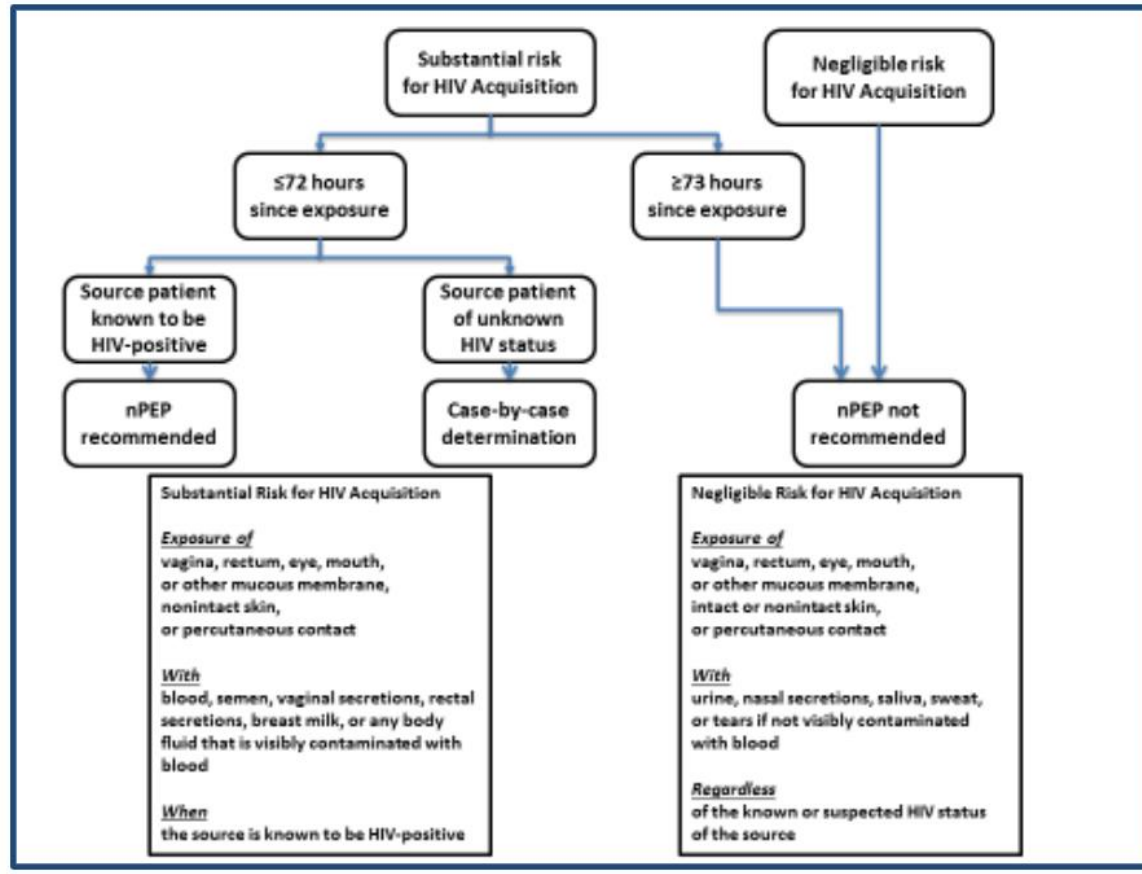 Substantial risk
for HIV Acquisition
Negligible risk
for HIV Acquisition
≤72 hours
since exposure
≥73 hours
since exposure
Source patient
known to be
HIV-positive
Source patient
of unknown
HIV status
nPEP
recommended
Case-by-case
determination
nPEP not
recommended
Substantial Risk for HIV Acquisition
Exposure of
vagina, rectum, eye, mouth,
or other mucous membrane,
nonintact skin,
or percutaneous contact
With
blood, semen, vaginal secretions, rectal
secretions, breast milk, or any body
fluid that is visibly contaminated with
blood
When
the source is known to be HIV-positive
Negligible Risk for HIV Acquisition
Exposure of
vagina, rectum, eye, mouth,
or other mucous membrane,
intact or nonintact skin,
or percutaneous contact
With
urine, nasal secretions, saliva, sweat,
or tears if not visibly contaminated
with blood
Regardless
of the known or suspected HIV status
of the source